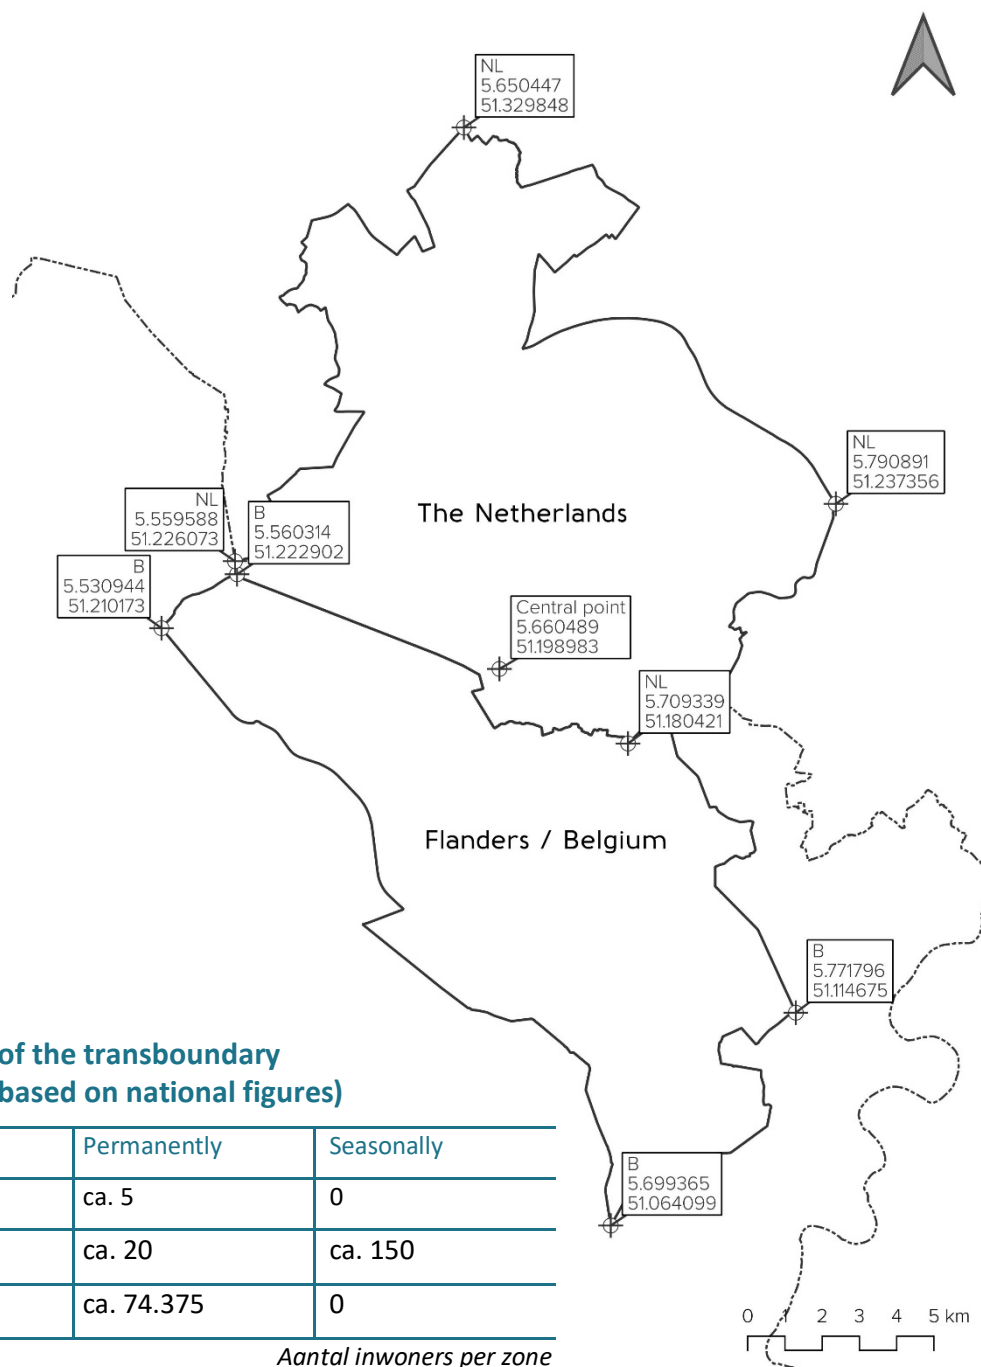 NL
5.650447
51.329848
NL
5.790891
51.237356
The Netherlands
NL
5.559588
51.226073
B
5.560314
51.222902
B
5.530944
51.210173
Central point
5.660489
51.198983
NL
5.709339
51.180421
Flanders / Belgium
B
5.771796
51.114675
of the transboundary
based on national figures)
Permanently Seasonally
ca. 5 0
ca. 20 ca. 150
ca. 74.375 0
Aantal inwoners per zone
B
5.699365
51.064099
0 1 2 3 4 5 km